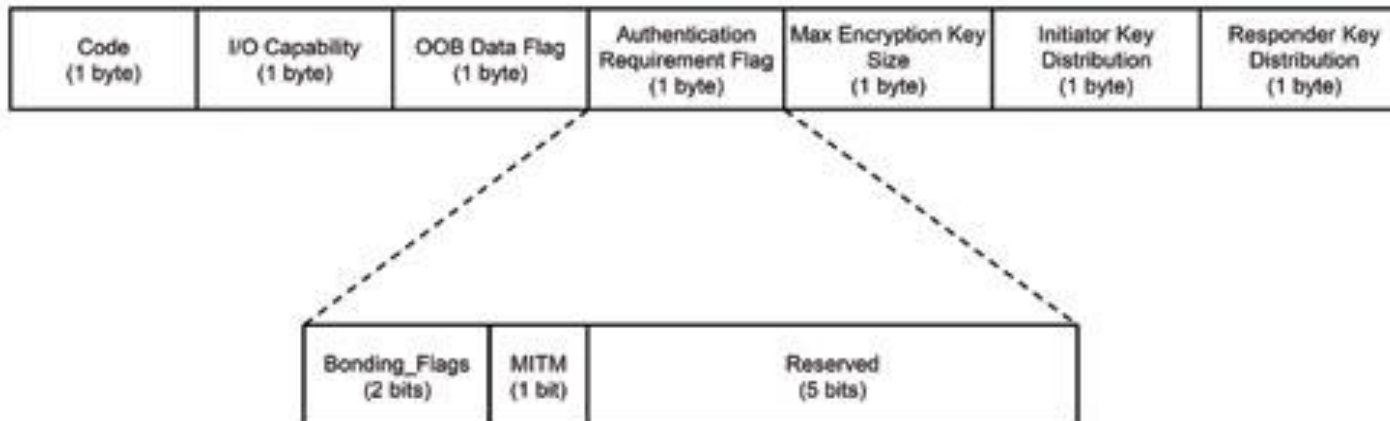 Code
(1 byte)
I/O Capability
(1 byte)
OOB Data Flag
(1 byte)
Authentication
Requirement Flag
(1 byte)
Max Encryption Key
Size
(1 byte)
Initiator Key
Distribution
(1 byte)
Responder Key
Distribution
(1 byte)
Bonding_Flags
(2 bits)
MITM
(1 bit)
Reserved
(5 bits)